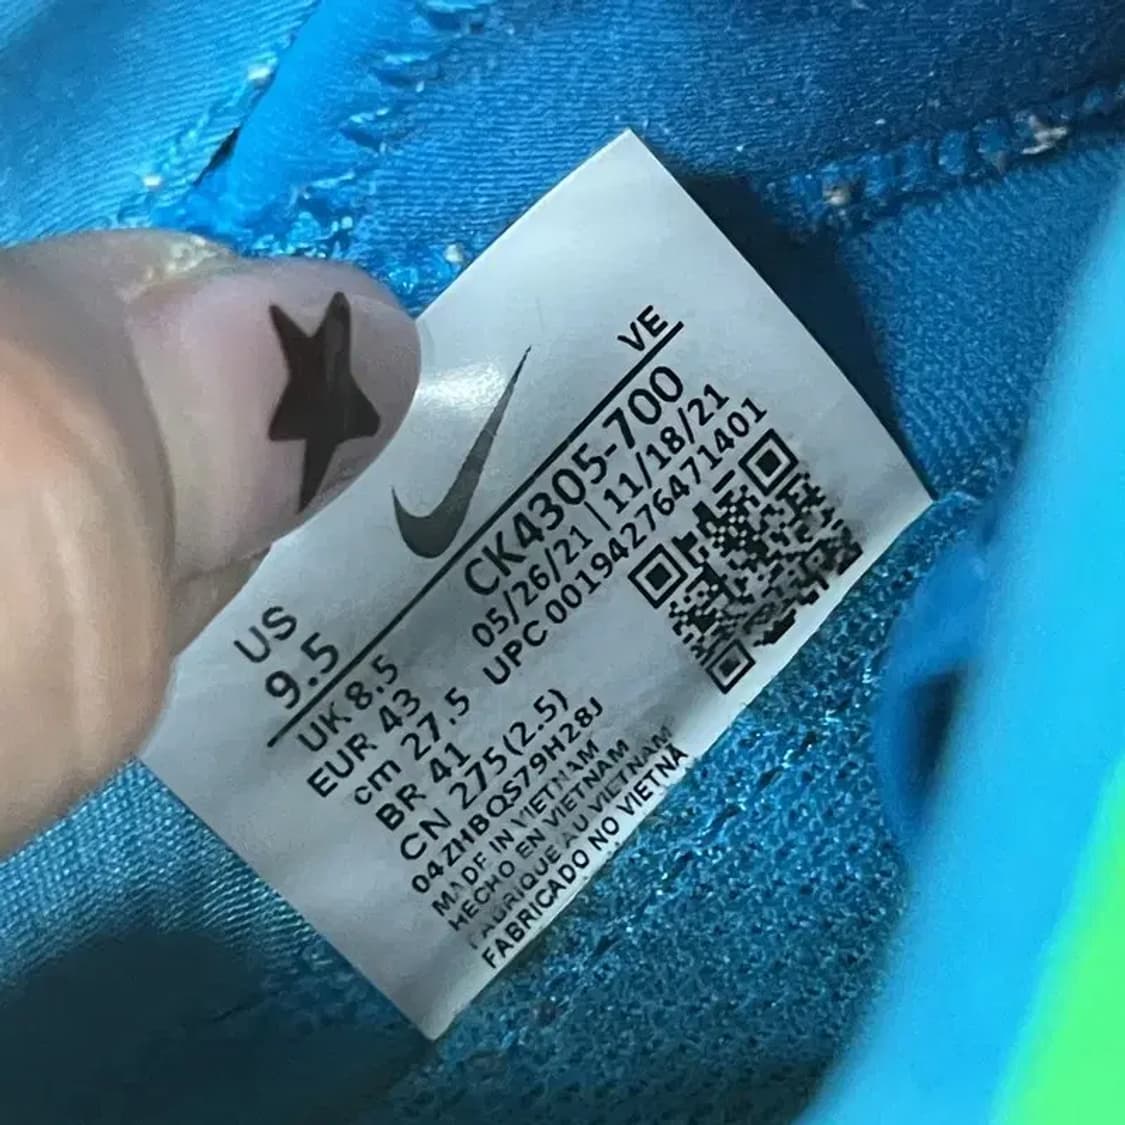 VE
US
9.5
CK4305-700
05/26/21 | 11/18/21
UPC 00194276471401
UK 8.5
EUR 43
cm 27.5
BR 41
CN 275 (2.5)
04ZHBQS79H28J
MADE IN VIETNAM
HECHO EN VIETNAM
FABRIQUE AU VIETNAM
FABRICADO NO VIETNÃ